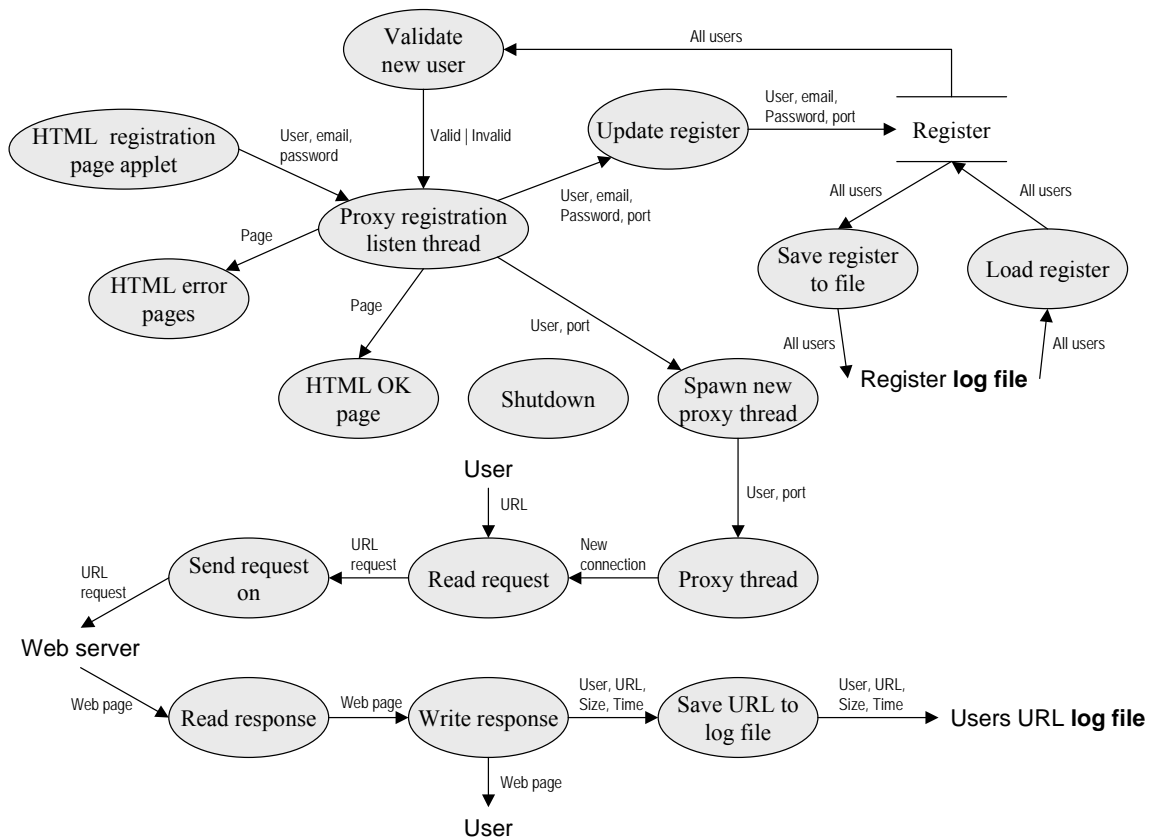 Validate
new user
All users
User, email,
Password, port
Update register
Register
HTML registration
page applet
User, email,
password
Valid | Invalid
User, email,
Password, port
All users
All users
Proxy registration
listen thread
Page
Save register
to file
Load register
HTML error
pages
Page
User, port
All users
All users
Register log file
HTML OK
page
Shutdown
Spawn new
proxy thread
User
URL
User, port
URL
request
New
connection
Send request
on
Read request
Proxy thread
URL
request
Web server
Web page
Read response
Web page
Write response
User, URL,
Size, Time
Save URL to
log file
User, URL,
Size, Time
Users URL log file
Web page
User